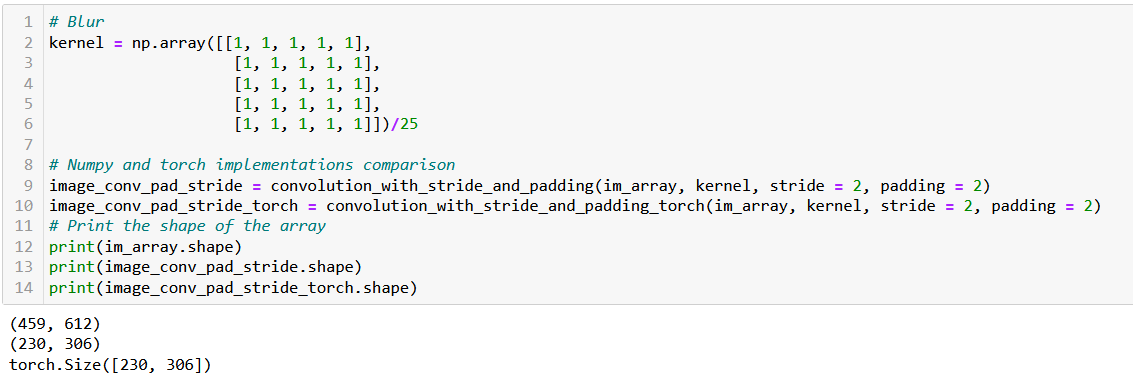 1 # Blur
2 kernel = np.array([[1, 1, 1, 1, 1],
3 [1, 1, 1, 1, 1],
4 [1, 1, 1, 1, 1],
5 [1, 1, 1, 1, 1],
6 [1, 1, 1, 1, 1]])/25
7
8 # Numpy and torch implementations comparison
9 image_conv_pad_stride = convolution_with_stride_and_padding(im_array, kernel, stride = 2, padding = 2)
10 image_conv_pad_stride_torch = convolution_with_stride_and_padding_torch(im_array, kernel, stride = 2, padding = 2)
11 # Print the shape of the array
12 print(im_array.shape)
13 print(image_conv_pad_stride.shape)
14 print(image_conv_pad_stride_torch.shape)
(459, 612)
(230, 306)
torch.Size([230, 306])